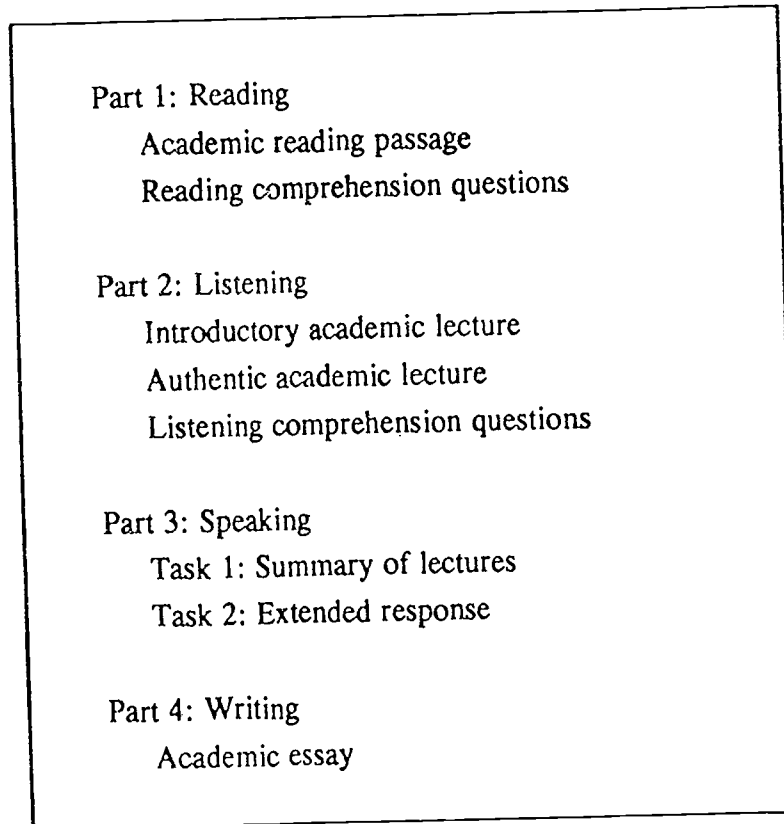 Part 1: Reading
Academic reading passage
Reading comprehension questions
Part 2: Listening
Introductory academic lecture
Authentic academic lecture
Listening comprehension questions
Part 3: Speaking
Task 1: Summary of lectures
Task 2: Extended response
Part 4: Writing
Academic essay